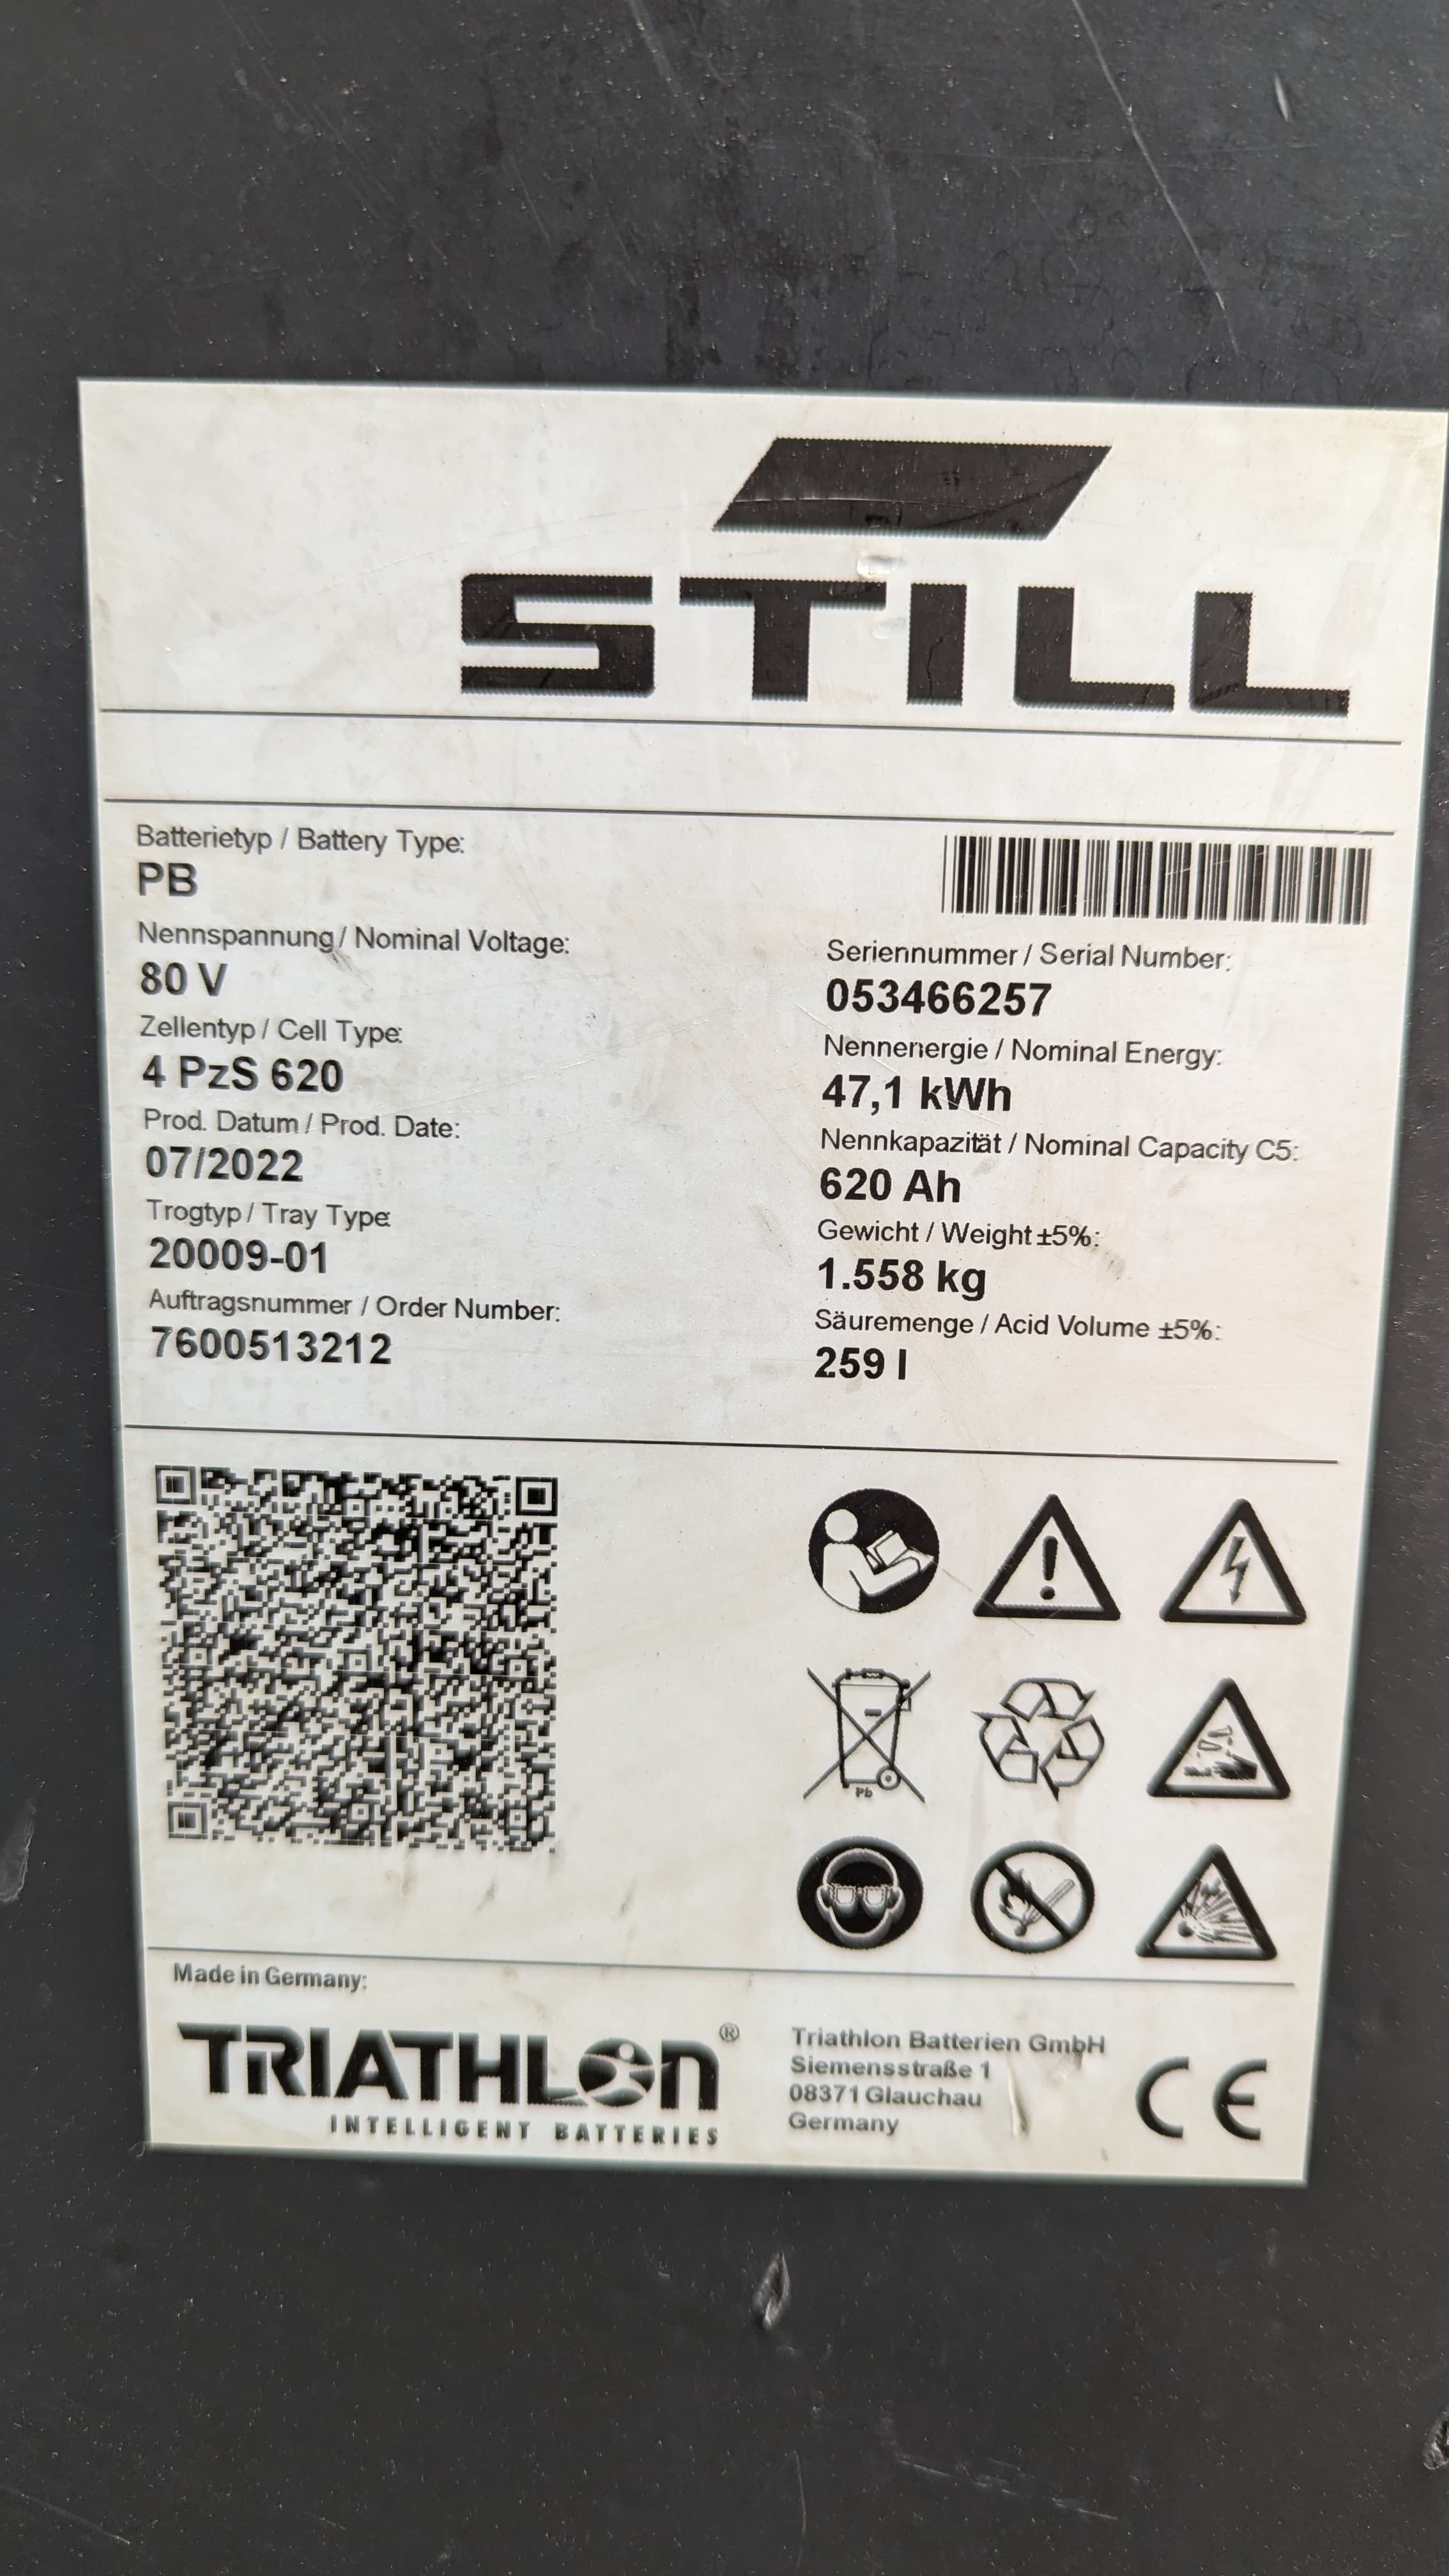 STILL
Batterietyp / Battery Type:
PB
Nennspannung / Nominal Voltage:
80 V
Zellentyp / Cell Type:
4 PzS 620
Prod. Datum / Prod. Date:
07/2022
Trogtyp / Tray Type:
20009-01
Auftragsnummer / Order Number:
7600513212
Seriennummer / Serial Number:
053466257
Nennenergie / Nominal Energy:
47,1 kWh
Nennkapazität / Nominal Capacity C5:
620 Ah
Gewicht / Weight ±5%:
1.558 kg
Säuremenge / Acid Volume ±5%:
259 l
Pb
Made in Germany:
TRIATHLON®
INTELLIGENT BATTERIES
Triathlon Batterien GmbH
Siemensstraße 1
08371 Glauchau
Germany
CE